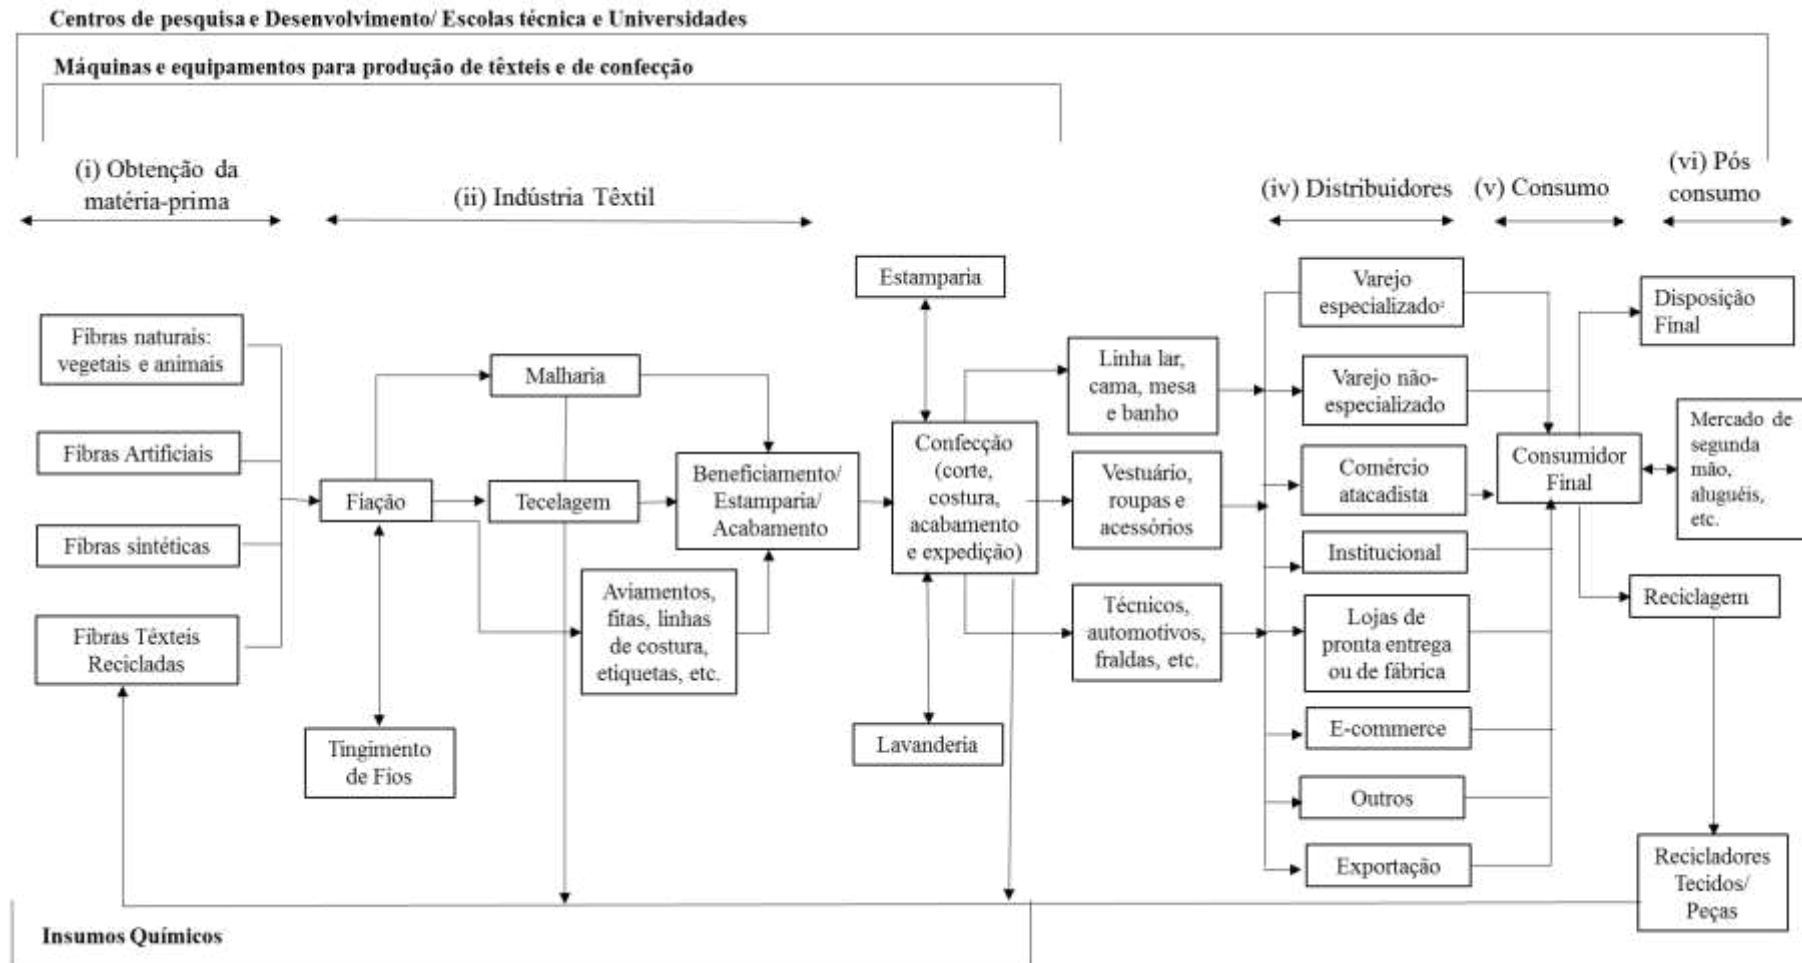 Centros de pesquisa e Desenvolvimento/ Escolas técnica e Universidades
Máquinas e equipamentos para produção de têxteis e de confecção
(i) Obtenção da
matéria-prima
(ii) Indústria Têxtil
(iv) Distribuidores
(v) Consumo
(vi) Pós
consumo
Fibras naturais:
vegetais e animais
Fibras Artificiais
Fibras sintéticas
Fibras Têxteis
Recicladas
Fiação
Tingimento
de Fios
Malharia
Tecelagem
Aviamentos,
fitas, linhas
de costura,
etiquetas, etc.
Beneficiamento/
Estamparia/
Acabamento
Estamparia
Confecção
(corte,
costura,
acabamento
e expedição)
Lavanderia
Linha lar,
cama, mesa
e banho
Vestuário,
roupas e
acessórios
Técnicos,
automotivos,
fraldas, etc.
Varejo
especializado²
Varejo não-
especializado
Comércio
atacadista
Institucional
Lojas de
pronta entrega
ou de fábrica
E-commerce
Outros
Exportação
Consumidor
Final
Disposição
Final
Mercado de
segunda
mão,
aluguéis,
etc.
Reciclagem
Recicladores
Tecidos/
Peças
Insumos Químicos